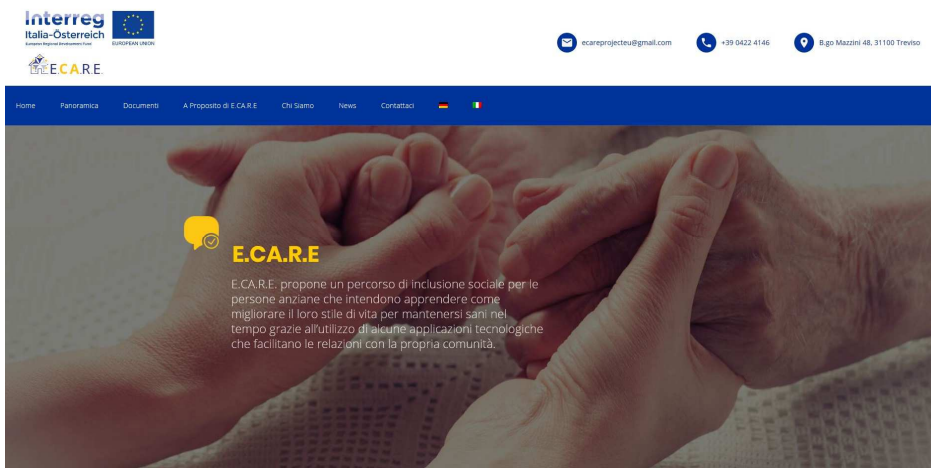 Interreg
Italia-Österreich
European Regional Development Fund
EUROPEAN UNION
E.C A.R.E.
ecareprojecteu@gmail.com
+39 0422 4146
B.go Mazzini 48, 31100 Treviso
Home Panoramica Documenti A Proposito di E.CA.R.E Chi Siamo News Contattaci
E.CA.R.E
E.CA.R.E. propone un percorso di inclusione sociale per le
persone anziane che intendono apprendere come
migliorare il loro stile di vita per mantenersi sani nel
tempo grazie all'utilizzo di alcune applicazioni tecnologiche
che facilitano le relazioni con la propria comunità.